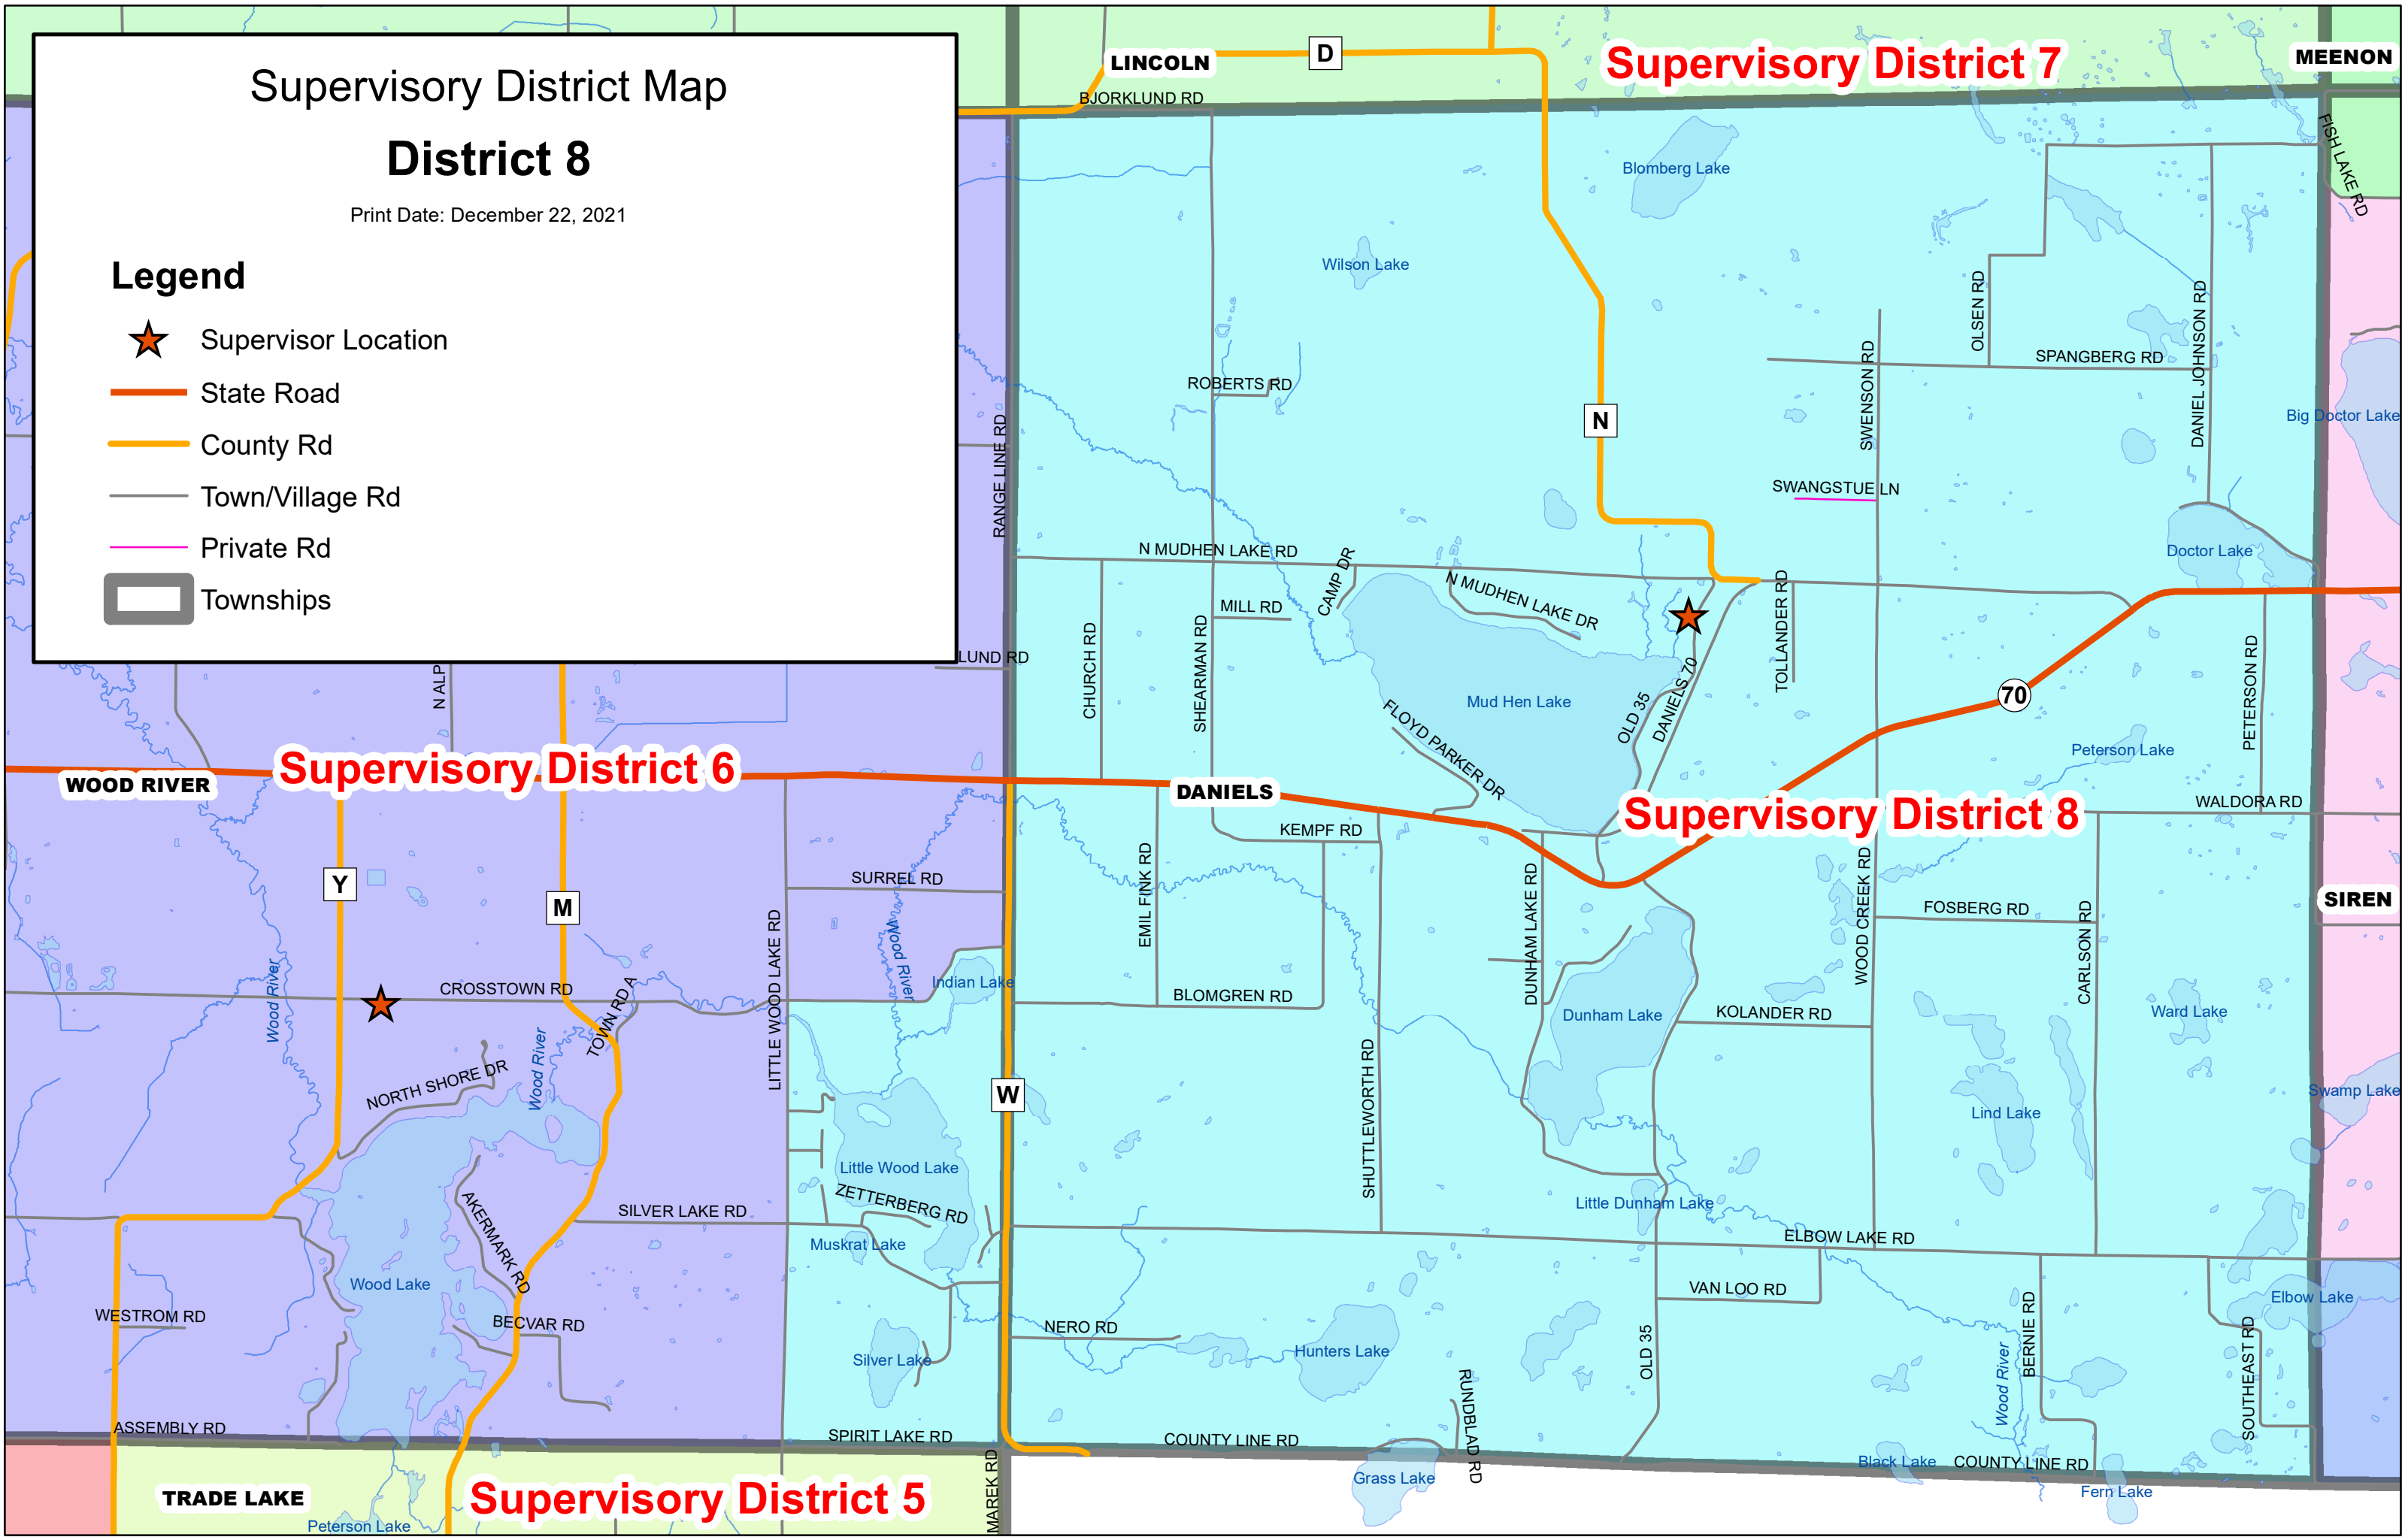 Supervisory District Map
District 8
Print Date: December 22, 2021
Legend
Supervisor Location
State Road
County Rd
Town/Village Rd
Private Rd
Townships
LINCOLN
D
Supervisory District 7
MEENON
BJORKLUND RD
FISH LAKE RD
Blomberg Lake
Wilson Lake
OLSEN RD
DANIEL JOHNSON RD
SPANGBERG RD
SWENSON RD
ROBERTS RD
N
Big Doctor Lake
RANGE LINE RD
SWANGSTUE LN
N MUDHEN LAKE RD
Doctor Lake
CAMP DR
N MUDHEN LAKE DR
MILL RD
TOLLANDER RD
CHURCH RD
SHEARMAN RD
LUND RD
N ALP
Mud Hen Lake
OLD 35
DANIELS 70
70
PETERSON RD
FLOYD PARKER DR
Peterson Lake
Supervisory District 6
WOOD RIVER
DANIELS
Supervisory District 8
WALDORA RD
KEMPF RD
Y
M
SURREL RD
EMIL FINK RD
DUNHAM LAKE RD
WOOD CREEK RD
FOSBERG RD
CARLSON RD
SIREN
LITTLE WOOD LAKE RD
Wood River
Wood River
Indian Lake
CROSSTOWN RD
TOWN RD A
BLOMGREN RD
Dunham Lake
KOLANDER RD
Ward Lake
Wood River
NORTH SHORE DR
W
SHUTTLEWORTH RD
Lind Lake
Swamp Lake
Little Wood Lake
ZETTERBERG RD
AKERMARK RD
SILVER LAKE RD
Little Dunham Lake
Muskrat Lake
ELBOW LAKE RD
Wood Lake
VAN LOO RD
Elbow Lake
WESTROM RD
BECVAR RD
NERO RD
BERNIE RD
SOUTHEAST RD
Silver Lake
Hunters Lake
OLD 35
Wood River
RUNDBLAD RD
ASSEMBLY RD
SPIRIT LAKE RD
COUNTY LINE RD
MAREK RD
Grass Lake
Black Lake
COUNTY LINE RD
Fern Lake
TRADE LAKE
Supervisory District 5
Peterson Lake